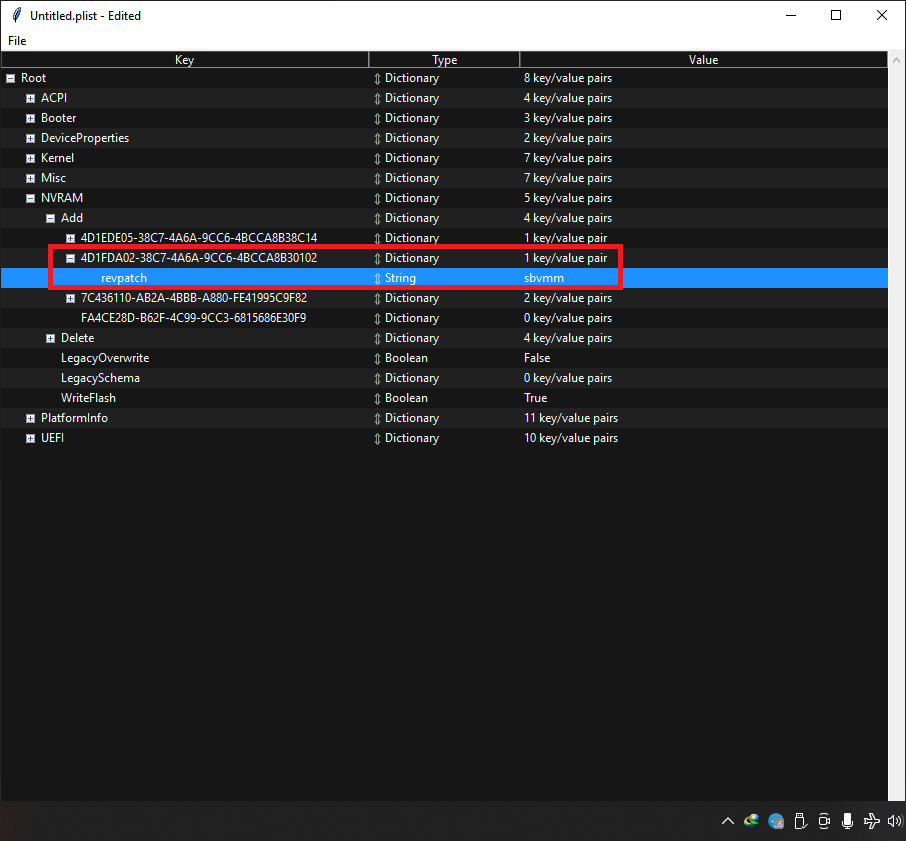 Untitled.plist - Edited
File
Key Type Value
Root Dictionary 8 key/value pairs
ACPI Dictionary 4 key/value pairs
Booter Dictionary 3 key/value pairs
DeviceProperties Dictionary 2 key/value pairs
Kernel Dictionary 7 key/value pairs
Misc Dictionary 7 key/value pairs
NVRAM Dictionary 5 key/value pairs
Add Dictionary 4 key/value pairs
4D1EDE05-38C7-4A6A-9CC6-4BCCA8B38C14 Dictionary 1 key/value pair
4D1FDA02-38C7-4A6A-9CC6-4BCCA8B30102 Dictionary 1 key/value pair
revpatch String sbvmm
7C436110-AB2A-4BBB-A880-FE41995C9F82 Dictionary 2 key/value pairs
FA4CE28D-B62F-4C99-9CC3-6815686E30F9 Dictionary 0 key/value pairs
Delete Dictionary 4 key/value pairs
LegacyOverwrite Boolean False
LegacySchema Dictionary 0 key/value pairs
WriteFlash Boolean True
PlatformInfo Dictionary 11 key/value pairs
UEFI Dictionary 10 key/value pairs